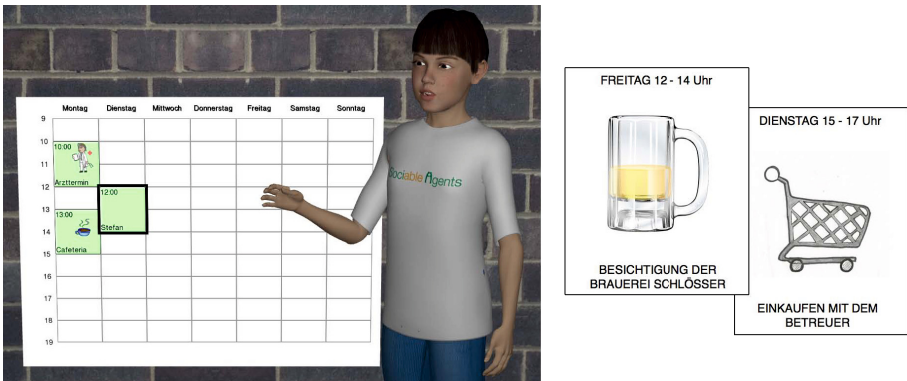 Montag Dienstag Mittwoch Donnerstag Freitag Samstag Sonntag
9
10
11
12
13
14
15
16
17
18
19
10:00
Arzttermin
12:00
Stefan
13:00
Cafeteria
Sociable Agents
FREITAG 12 - 14 Uhr
BESICHTIGUNG DER
BRAUEREI SCHLÖSSER
DIENSTAG 15 - 17 Uhr
EINKAUFEN MIT DEM
BETREUER